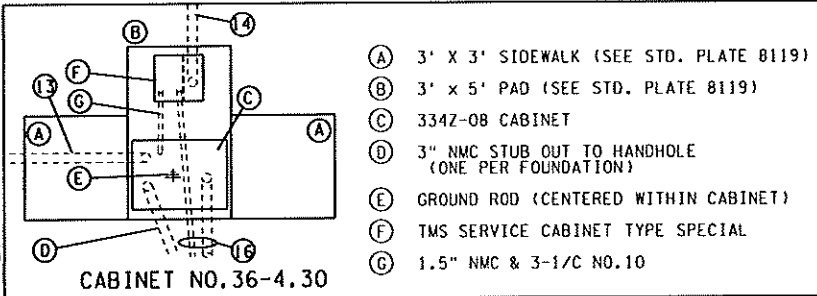 B
14
F
13
G
C
A
A
E
D
16
CABINET NO.36-4.30
A 3' X 3' SIDEWALK (SEE STD. PLATE 8119)
B 3' x 5' PAD (SEE STD. PLATE 8119)
C 334Z-08 CABINET
D 3" NMC STUB OUT TO HANDHOLE
(ONE PER FOUNDATION)
E GROUND ROD (CENTERED WITHIN CABINET)
F TMS SERVICE CABINET TYPE SPECIAL
G 1.5" NMC & 3-1/C NO.10